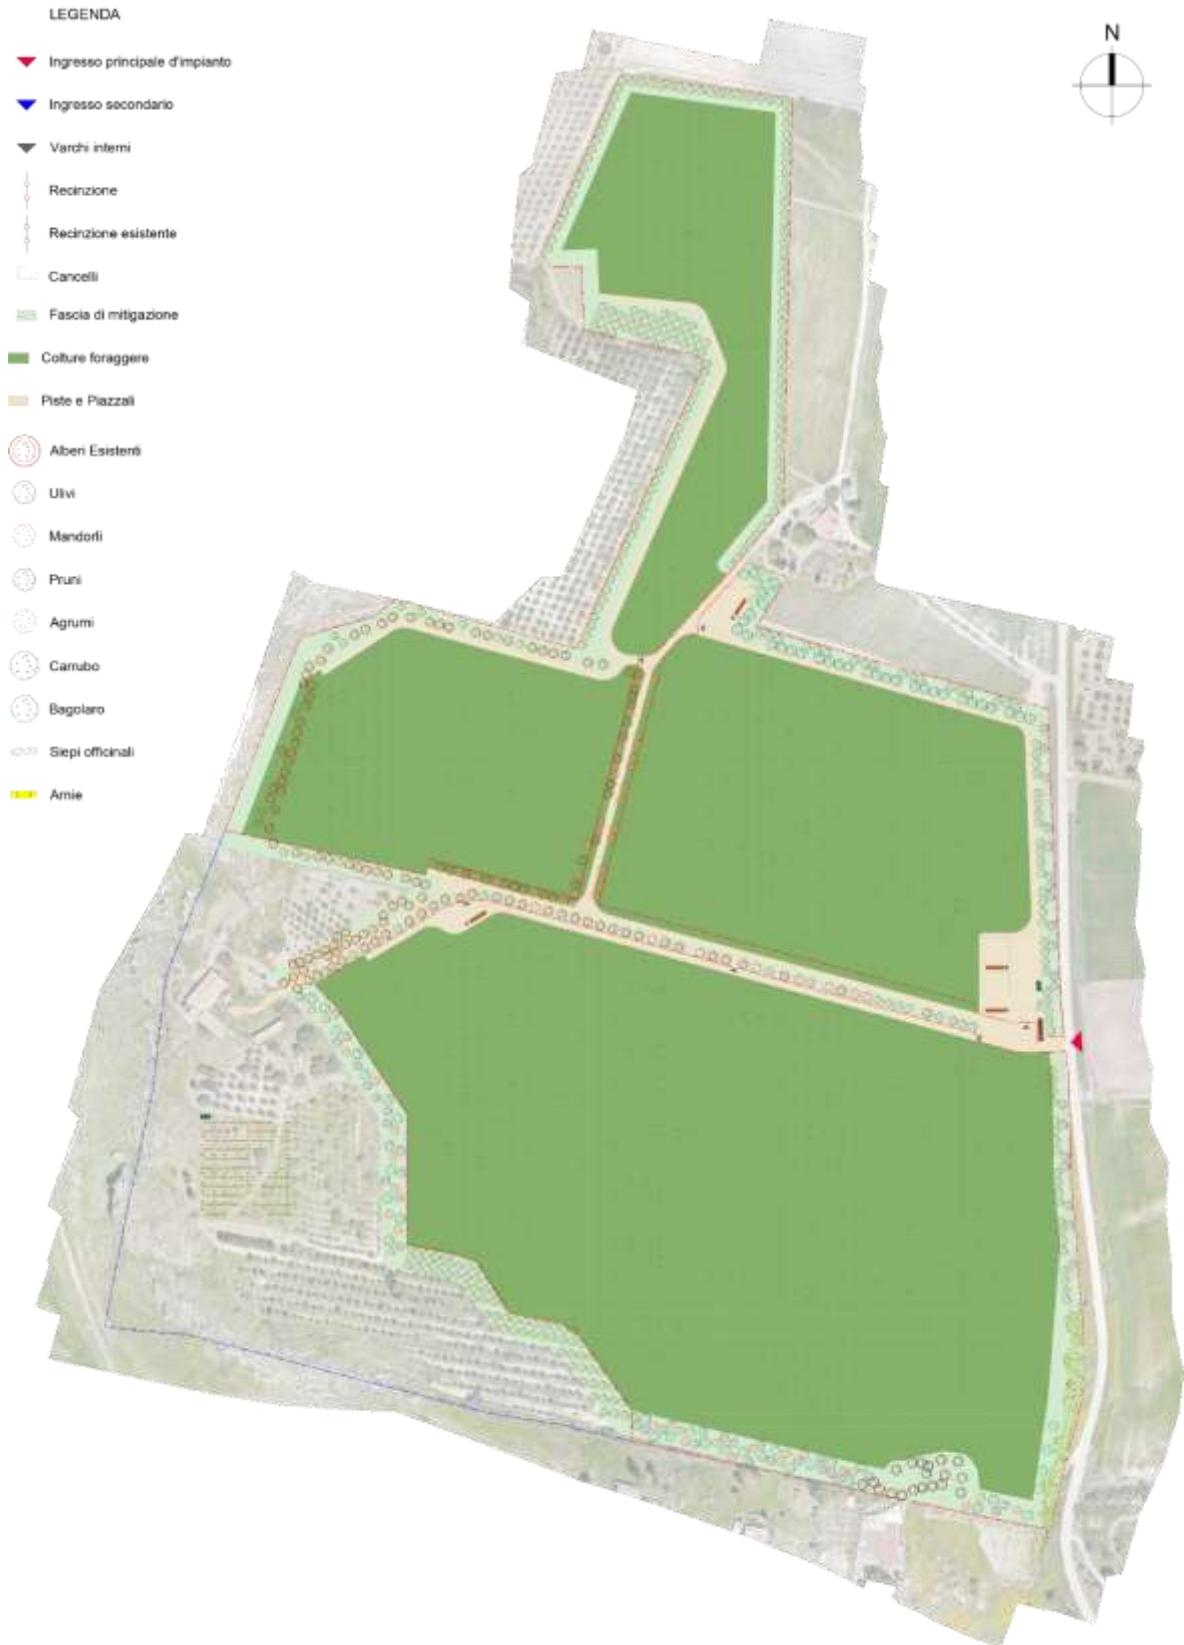 LEGENDA
N
Ingresso principale d'impianto
Ingresso secondario
Varchi interni
Recinzione
Recinzione esistente
Cancelli
Fascia di mitigazione
Colture foraggere
Piste e Piazzali
Alberi Esistenti
Ulivi
Mandorli
Pruni
Agrumi
Carrubo
Bagolaro
Siepi officinali
Arnie